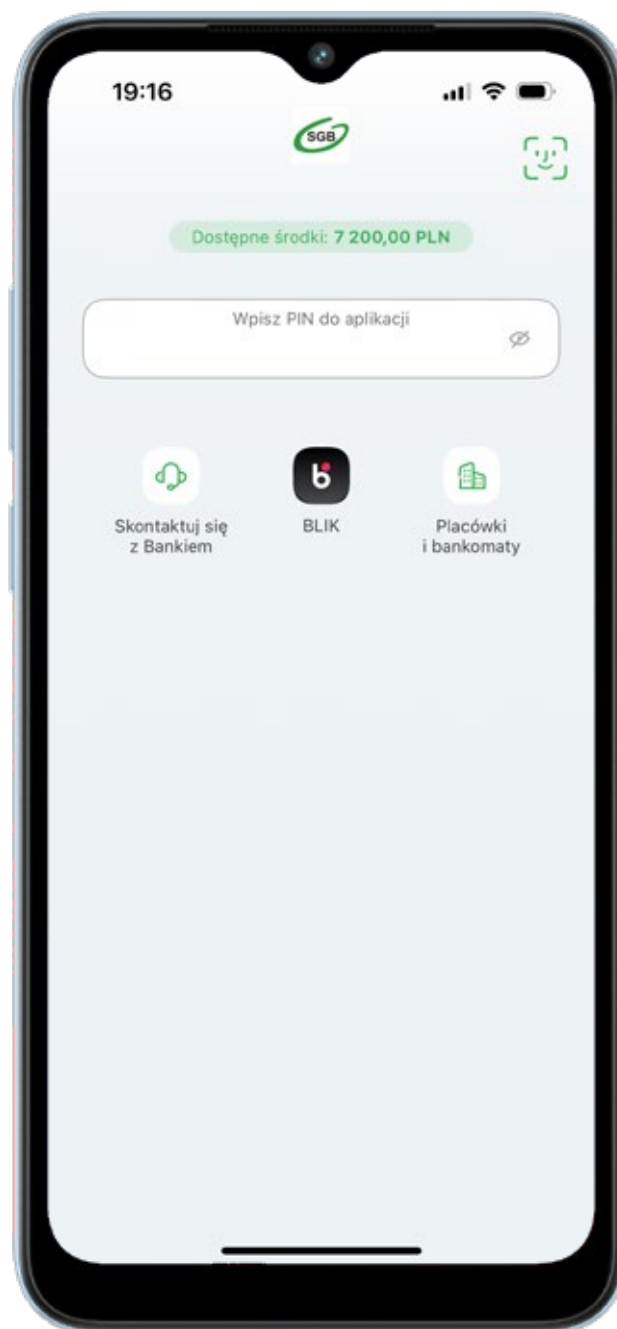 19:16
SGB
Dostępne środki: 7 200,00 PLN
Wpisz PIN do aplikacji
Skontaktuj się
z Bankiem
BLIK
Placówki
i bankomaty